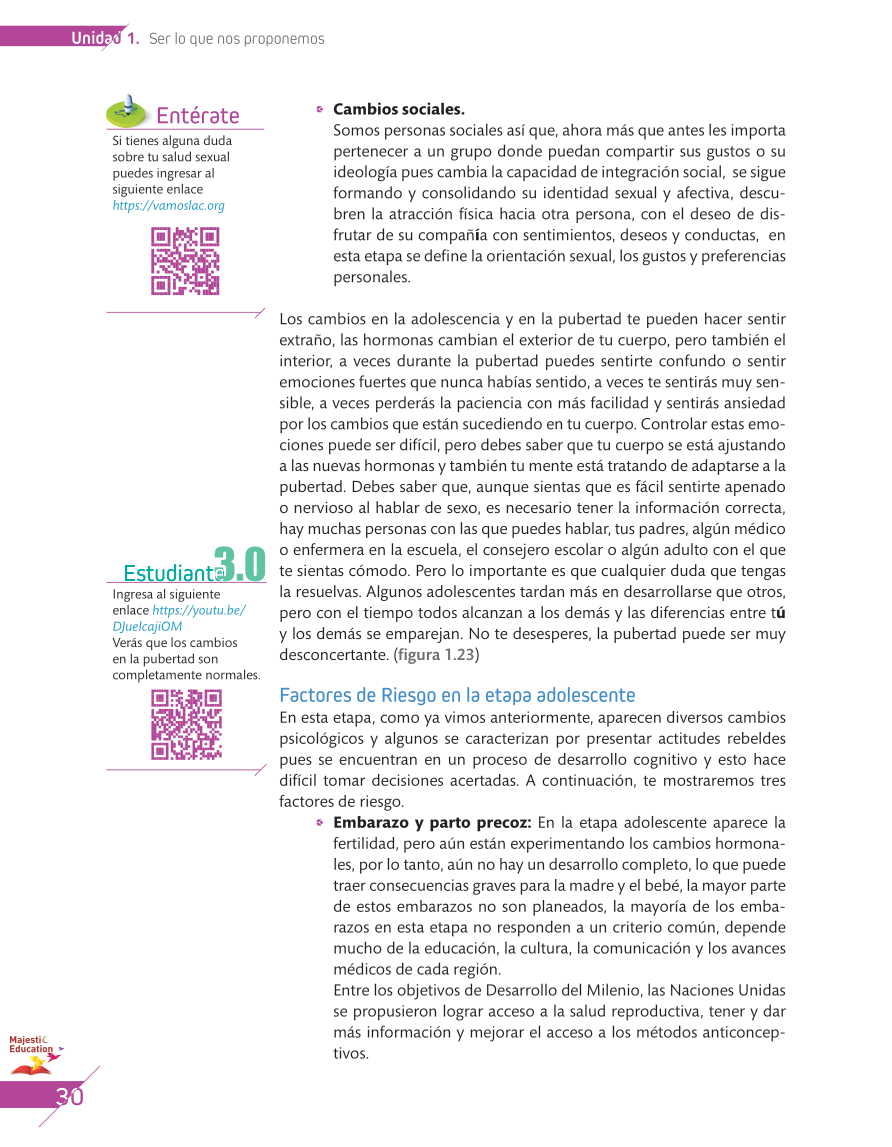 Unidad 1. Ser lo que nos proponemos
Entérate
Si tienes alguna duda
sobre tu salud sexual
puedes ingresar al
siguiente enlace
https://vamoslac.org
Cambios sociales.
Somos personas sociales así que, ahora más que antes les importa
pertenecer a un grupo donde puedan compartir sus gustos o su
ideología pues cambia la capacidad de integración social, se sigue
formando y consolidando su identidad sexual y afectiva, descu-
bren la atracción física hacia otra persona, con el deseo de dis-
frutar de su compañía con sentimientos, deseos y conductas, en
esta etapa se define la orientación sexual, los gustos y preferencias
personales.
Los cambios en la adolescencia y en la pubertad te pueden hacer sentir
extraño, las hormonas cambian el exterior de tu cuerpo, pero también el
interior, a veces durante la pubertad puedes sentirte confundo o sentir
emociones fuertes que nunca habías sentido, a veces te sentirás muy sen-
sible, a veces perderás la paciencia con más facilidad y sentirás ansiedad
por los cambios que están sucediendo en tu cuerpo. Controlar estas emo-
ciones puede ser difícil, pero debes saber que tu cuerpo se está ajustando
a las nuevas hormonas y también tu mente está tratando de adaptarse a la
pubertad. Debes saber que, aunque sientas que es fácil sentirte apenado
o nervioso al hablar de sexo, es necesario tener la información correcta,
hay muchas personas con las que puedes hablar, tus padres, algún médico
o enfermera en la escuela, el consejero escolar o algún adulto con el que
te sientas cómodo. Pero lo importante es que cualquier duda que tengas
la resuelvas. Algunos adolescentes tardan más en desarrollarse que otros,
pero con el tiempo todos alcanzan a los demás y las diferencias entre tú
y los demás se emparejan. No te desesperes, la pubertad puede ser muy
desconcertante. (figura 1.23)
Estudiante 3.0
Ingresa al siguiente
enlace https://youtu.be/
DJuelcajiOM
Verás que los cambios
en la pubertad son
completamente normales.
Factores de Riesgo en la etapa adolescente
En esta etapa, como ya vimos anteriormente, aparecen diversos cambios
psicológicos y algunos se caracterizan por presentar actitudes rebeldes
pues se encuentran en un proceso de desarrollo cognitivo y esto hace
difícil tomar decisiones acertadas. A continuación, te mostraremos tres
factores de riesgo.
Embarazo y parto precoz: En la etapa adolescente aparece la
fertilidad, pero aún están experimentando los cambios hormona-
les, por lo tanto, aún no hay un desarrollo completo, lo que puede
traer consecuencias graves para la madre y el bebé, la mayor parte
de estos embarazos no son planeados, la mayoría de los emba-
razos en esta etapa no responden a un criterio común, depende
mucho de la educación, la cultura, la comunicación y los avances
médicos de cada región.
Entre los objetivos de Desarrollo del Milenio, las Naciones Unidas
se propusieron lograr acceso a la salud reproductiva, tener y dar
más información y mejorar el acceso a los métodos anticoncep-
tivos.
Majestic
Education
30